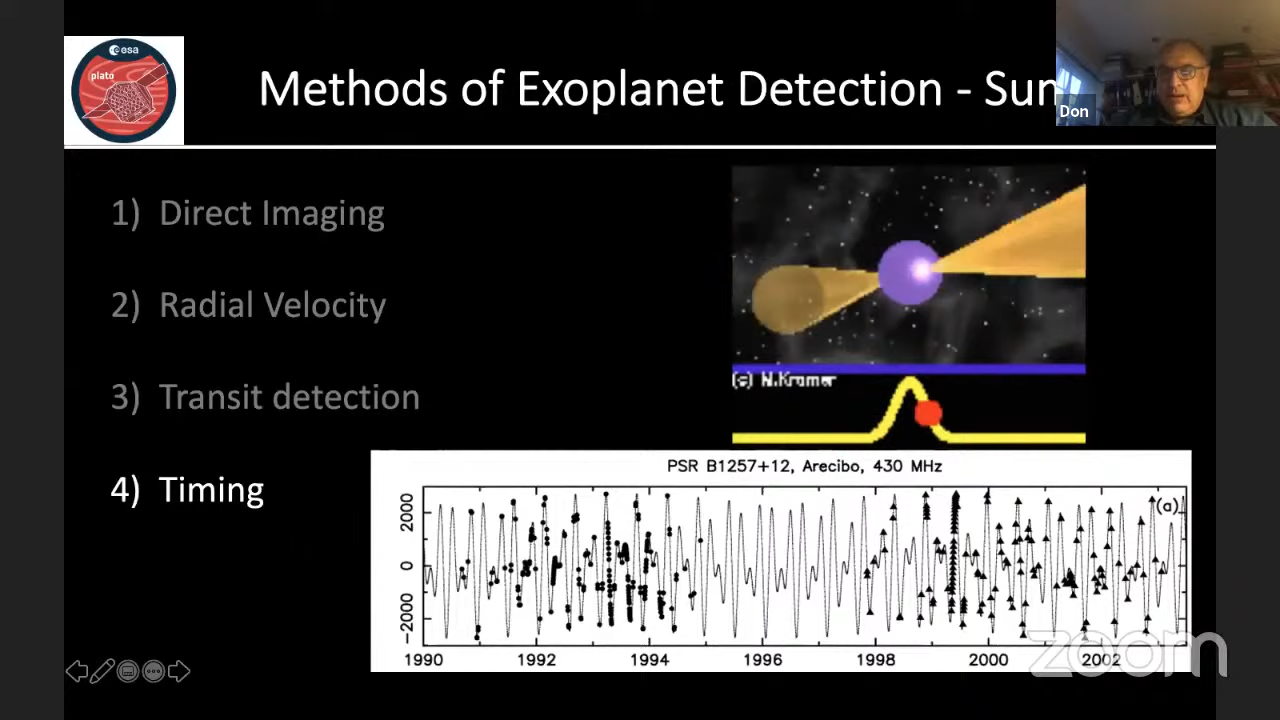 esa
plato
Methods of Exoplanet Detection - Sum
Don
1) Direct Imaging
2) Radial Velocity
3) Transit detection
4) Timing
(c) M.Kramer
PSR B1257+12, Arecibo, 430 MHz
(a)
2000
0
-2000
1990 1992 1994 1996 1998 2000 2002
zoom